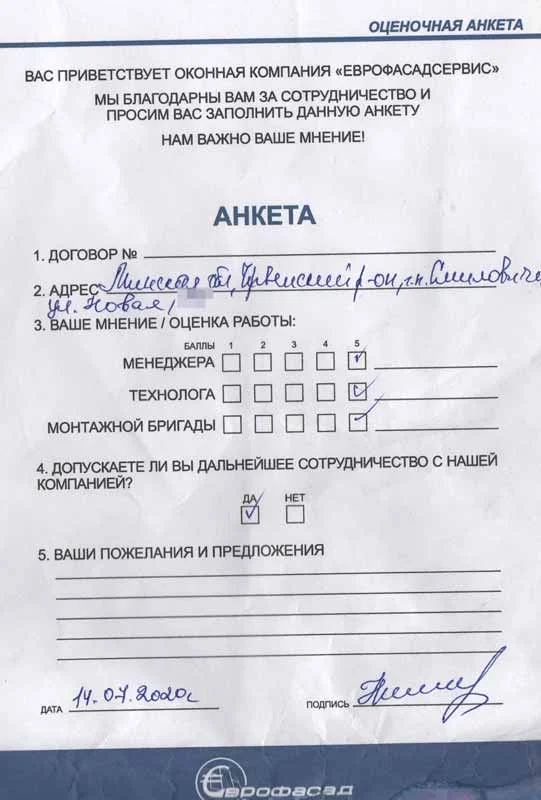 ОЦЕНОЧНАЯ АНКЕТА
ВАС ПРИВЕТСТВУЕТ ОКОННАЯ КОМПАНИЯ «ЕВРОФАСАДСЕРВИС»
МЫ БЛАГОДАРНЫ ВАМ ЗА СОТРУДНИЧЕСТВО И
ПРОСИМ ВАС ЗАПОЛНИТЬ ДАННУЮ АНКЕТУ
НАМ ВАЖНО ВАШЕ МНЕНИЕ!
АНКЕТА
1. ДОГОВОР №
2. АДРЕС Минская обл, Червенский р-он, г.п. Смиловичи
ул. Новая,
3. ВАШЕ МНЕНИЕ / ОЦЕНКА РАБОТЫ:
БАЛЛЫ 1 2 3 4 5
МЕНЕДЖЕРА
ТЕХНОЛОГА
МОНТАЖНОЙ БРИГАДЫ
4. ДОПУСКАЕТЕ ЛИ ВЫ ДАЛЬНЕЙШЕЕ СОТРУДНИЧЕСТВО С НАШЕЙ
КОМПАНИЕЙ?
ДА НЕТ
5. ВАШИ ПОЖЕЛАНИЯ И ПРЕДЛОЖЕНИЯ
ДАТА 14.07.2020г ПОДПИСЬ
Еврофасад